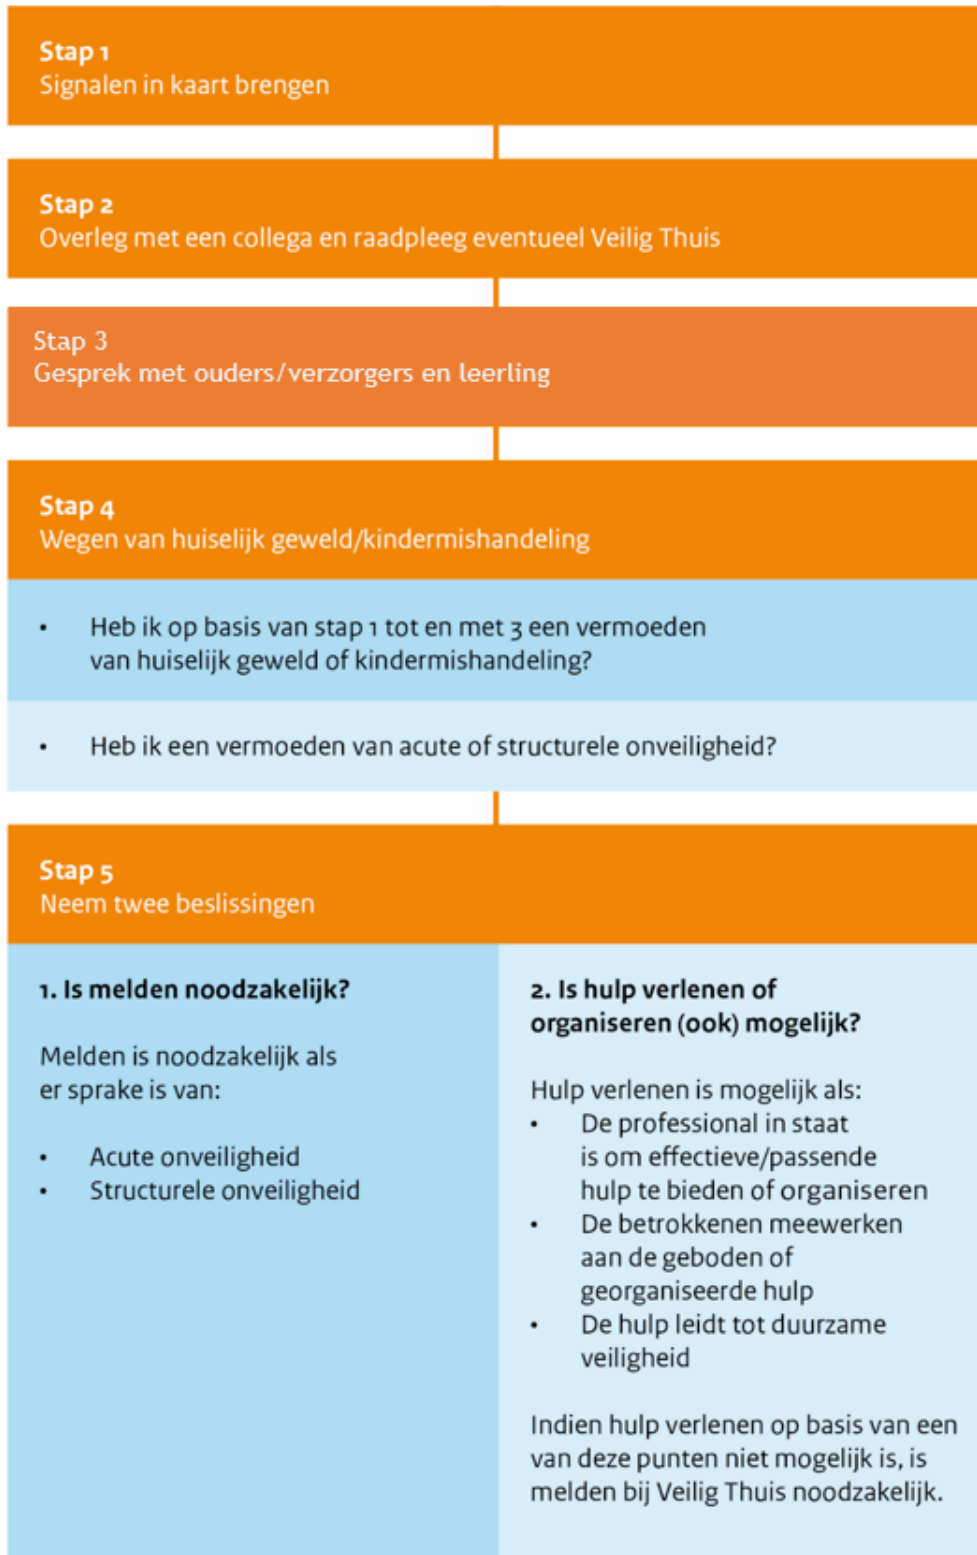 Stap 1
Signalen in kaart brengen
Stap 2
Overleg met een collega en raadpleeg eventueel Veilig Thuis
Stap 3
Gesprek met ouders/verzorgers en leerling
Stap 4
Wegen van huiselijk geweld/kindermishandeling
• Heb ik op basis van stap 1 tot en met 3 een vermoeden
van huiselijk geweld of kindermishandeling?
• Heb ik een vermoeden van acute of structurele onveiligheid?
Stap 5
Neem twee beslissingen
1. Is melden noodzakelijk?
Melden is noodzakelijk als
er sprake is van:
• Acute onveiligheid
• Structurele onveiligheid
2. Is hulp verlenen of
organiseren (ook) mogelijk?
Hulp verlenen is mogelijk als:
• De professional in staat
is om effectieve/passende
hulp te bieden of organiseren
• De betrokkenen meewerken
aan de geboden of
georganiseerde hulp
• De hulp leidt tot duurzame
veiligheid
Indien hulp verlenen op basis van een
van deze punten niet mogelijk is, is
melden bij Veilig Thuis noodzakelijk.